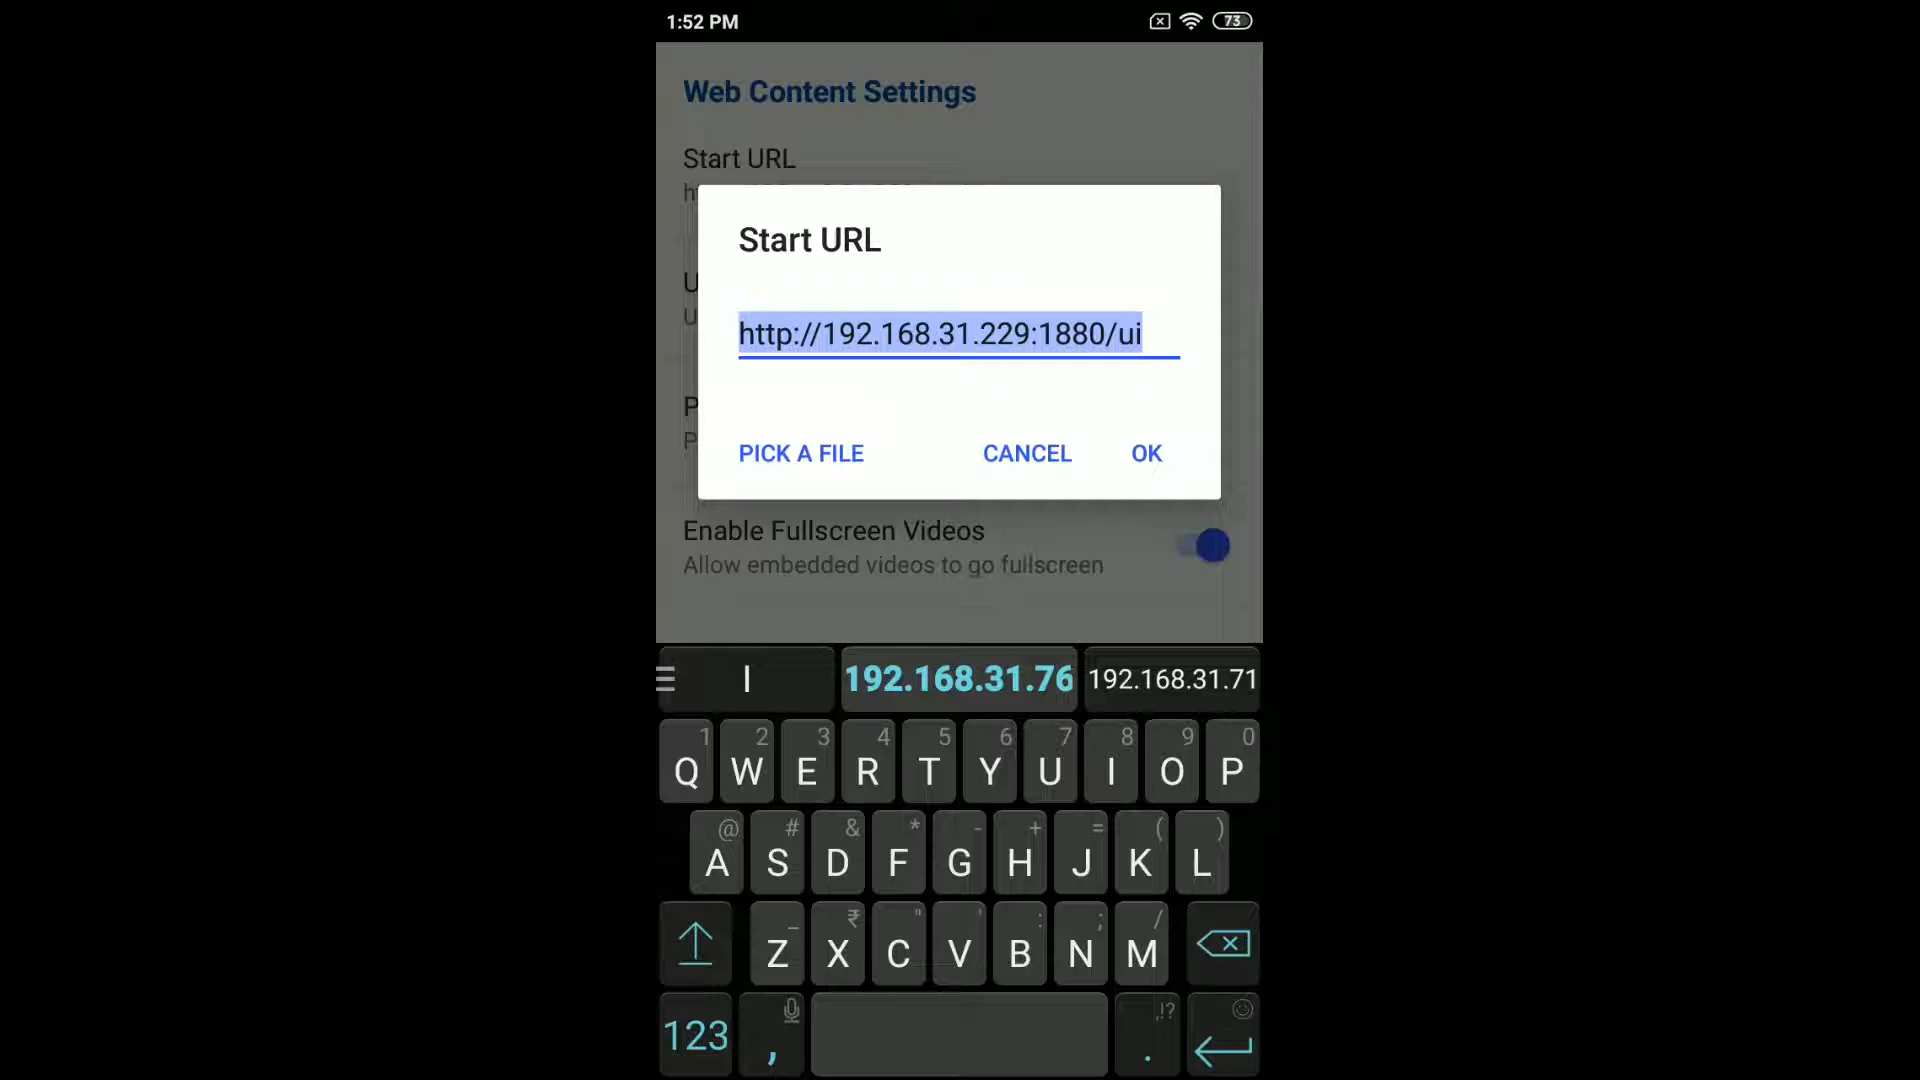 1:52 PM
73
Web Content Settings
Start URL
Start URL
http://192.168.31.229:1880/ui
PICK A FILE CANCEL OK
Enable Fullscreen Videos
Allow embedded videos to go fullscreen
192.168.31.76 192.168.31.71
1 2 3 4 5 6 7 8 9 0
Q W E R T Y U I O P
@ # & * - + = ( )
A S D F G H J K L
_ ₹ " ' : ; /
Z X C V B N M
,!?
123 , .